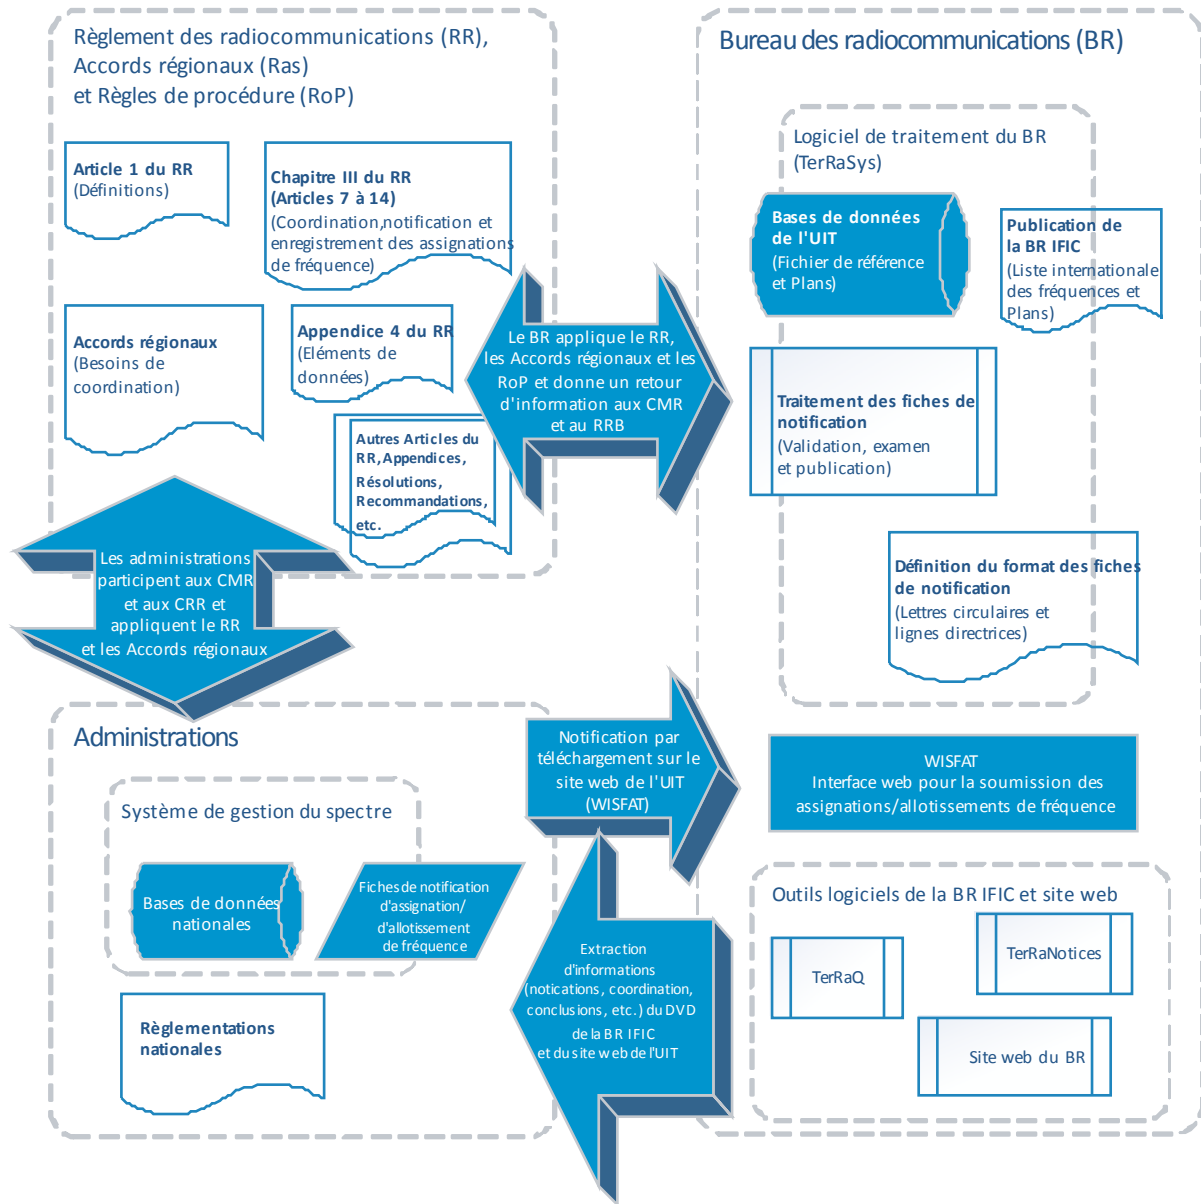 Règlement des radiocommunications (RR),
Accords régionaux (Ras)
et Règles de procédure (RoP)
Article 1 du RR
(Définitions)
Chapitre III du RR
(Articles 7 à 14)
(Coordination,notification et
enregistrement des assignations
de fréquence)
Accords régionaux
(Besoins de
coordination)
Appendice 4 du RR
(Eléments de
données)
Autres Articles du
RR, Appendices,
Résolutions,
Recommandations,
etc.
Le BR applique le RR,
les Accords régionaux et les
RoP et donne un retour
d'information aux CMR
et au RRB
Bureau des radiocommunications (BR)
Logiciel de traitement du BR
(TerRaSys)
Bases de données
de l'UIT
(Fichier de référence
et Plans)
Publication de
la BR IFIC
(Liste internationale
des fréquences et
Plans)
Traitement des fiches de
notification
(Validation, examen
et publication)
Définition du format des fiches
de notification
(Lettres circulaires et
lignes directrices)
Les administrations
participent aux CMR
et aux CRR et
appliquent le RR
et les Accords régionaux
Administrations
Système de gestion du spectre
Bases de données
nationales
Fiches de notification
d'assignation/
d'allotissement
de fréquence
Règlementations
nationales
Notification par
téléchargement sur le
site web de l'UIT
(WISFAT)
WISFAT
Interface web pour la soumission des
assignations/allotissements de fréquence
Extraction
d'informations
(notications, coordination,
conclusions, etc.) du DVD
de la BR IFIC
et du site web de l'UIT
Outils logiciels de la BR IFIC et site web
TerRaQ
TerRaNotices
Site web du BR